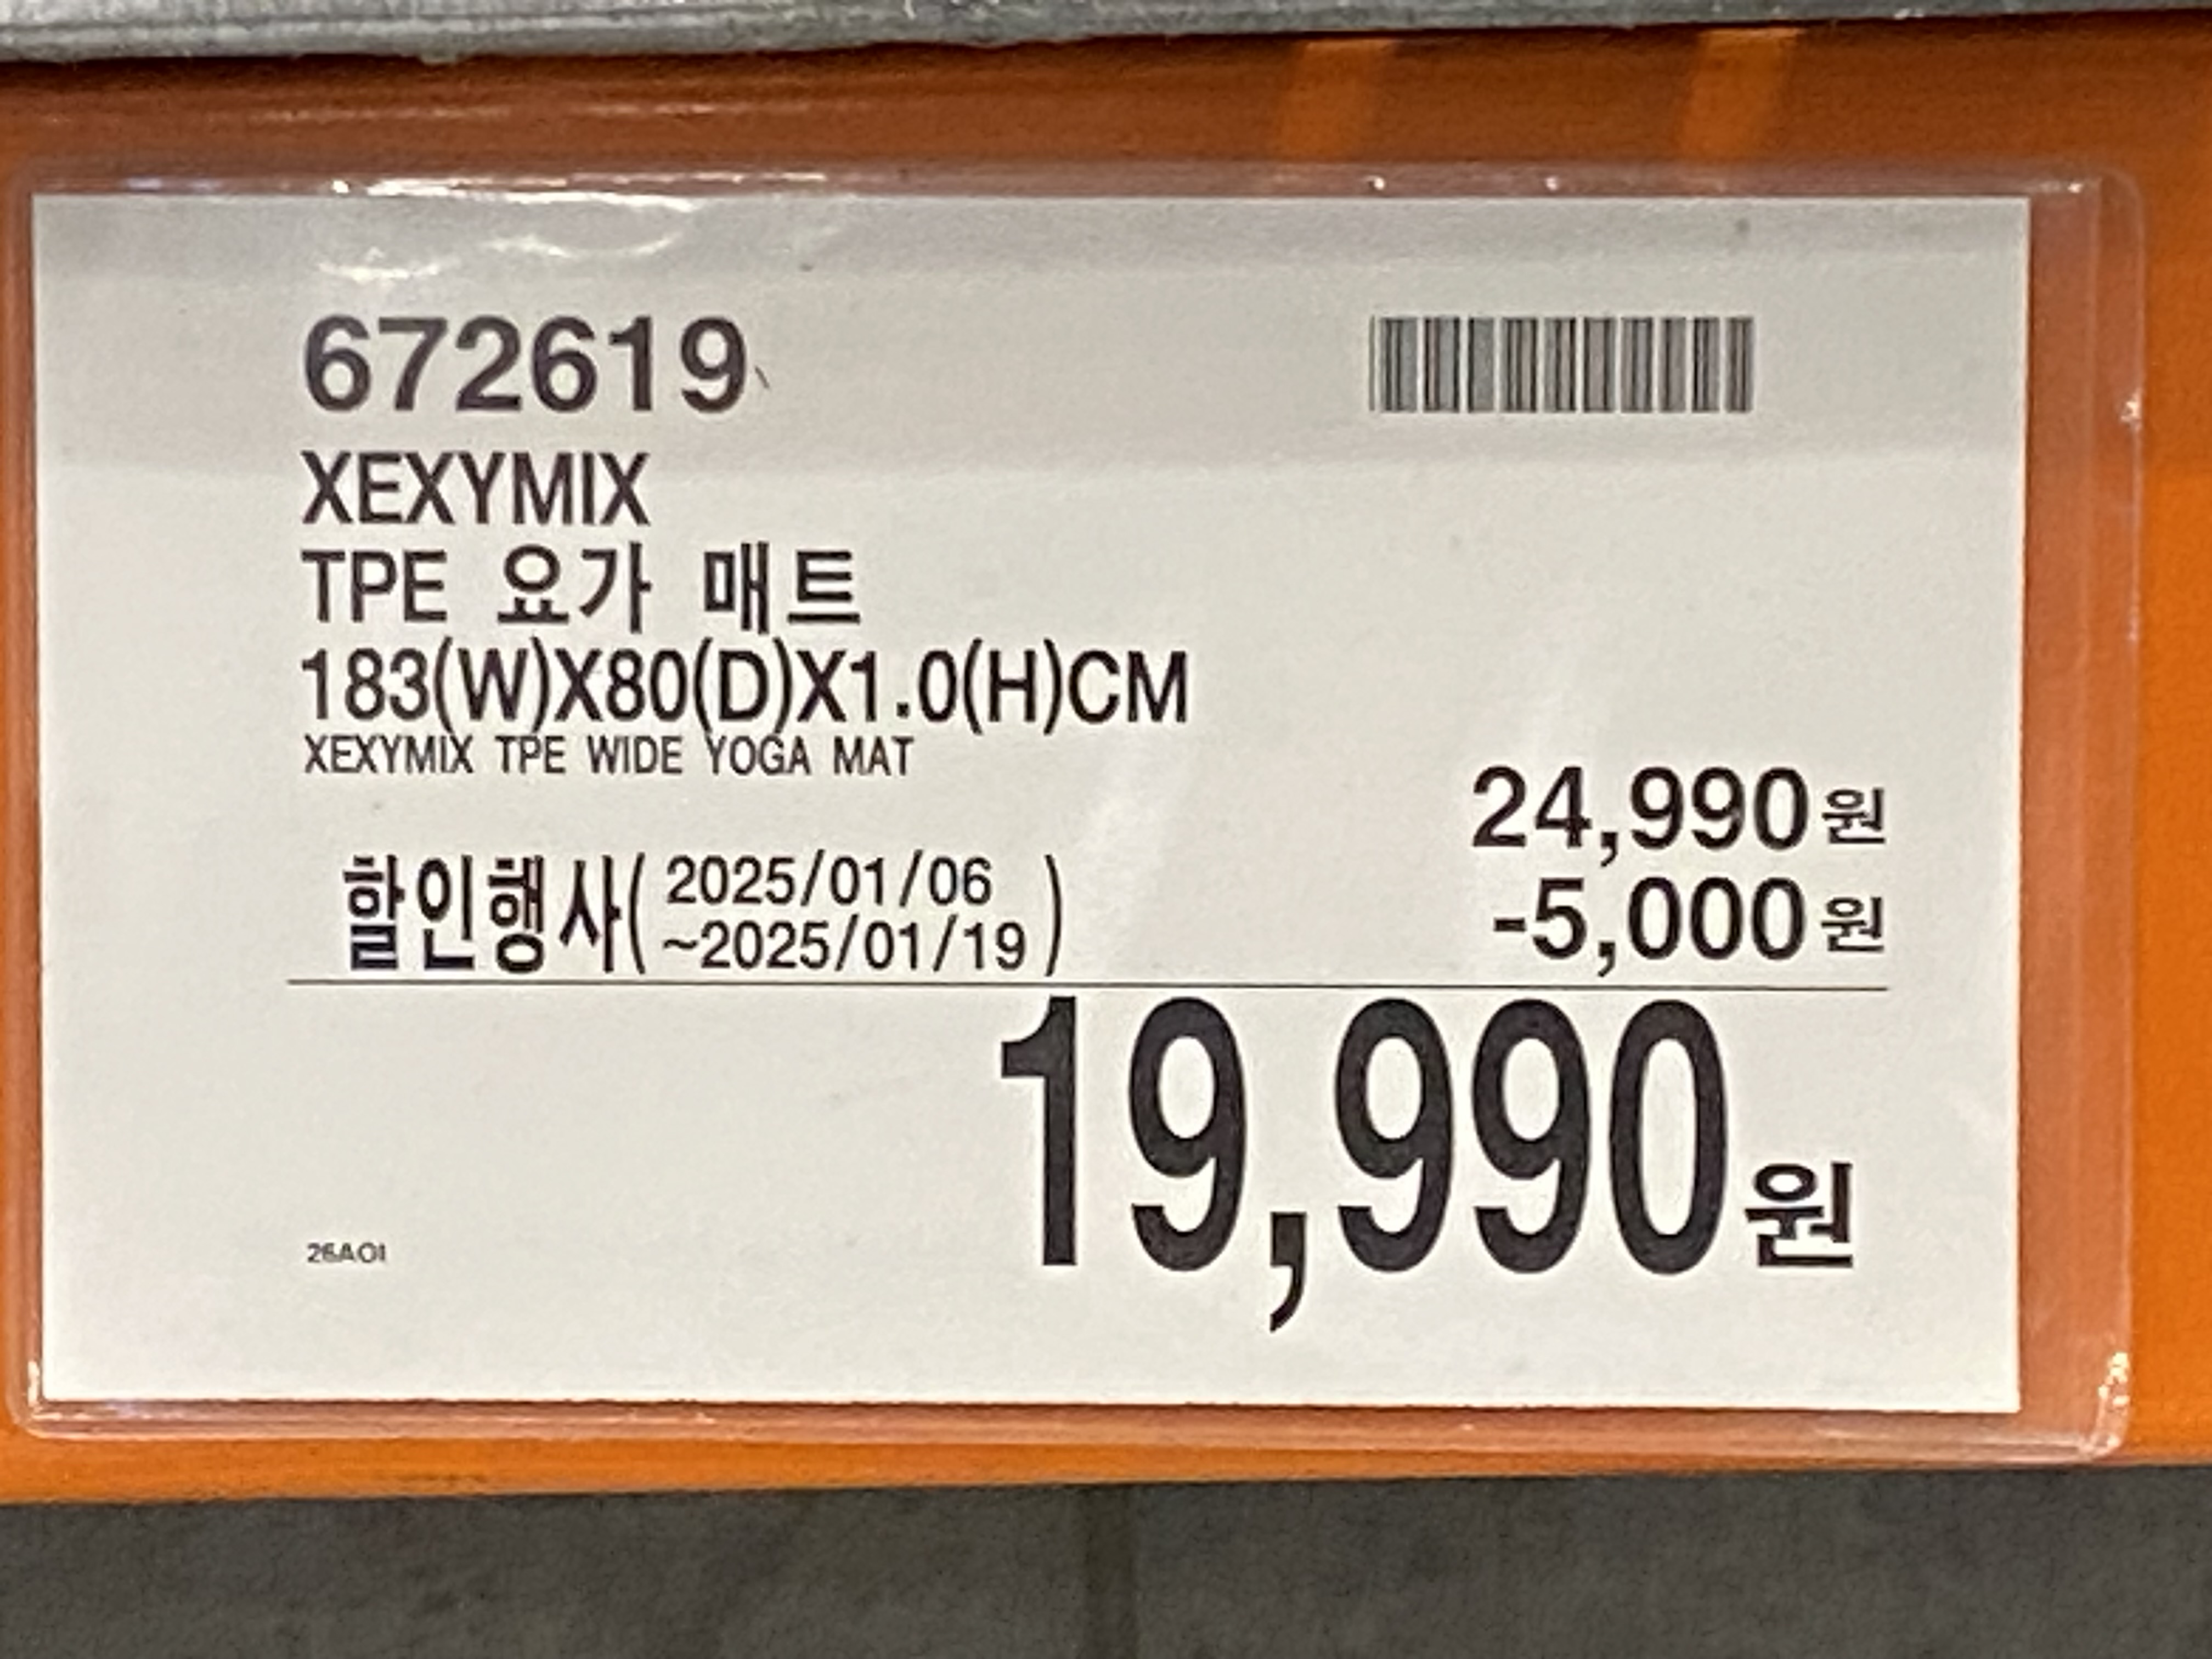 672619
XEXYMIX
TPE 요가 매트
183(W)X80(D)X1.0(H)CM
XEXYMIX TPE WIDE YOGA MAT
24,990원
할인행사( 2025/01/06
~2025/01/19 )
-5,000원
19,990원